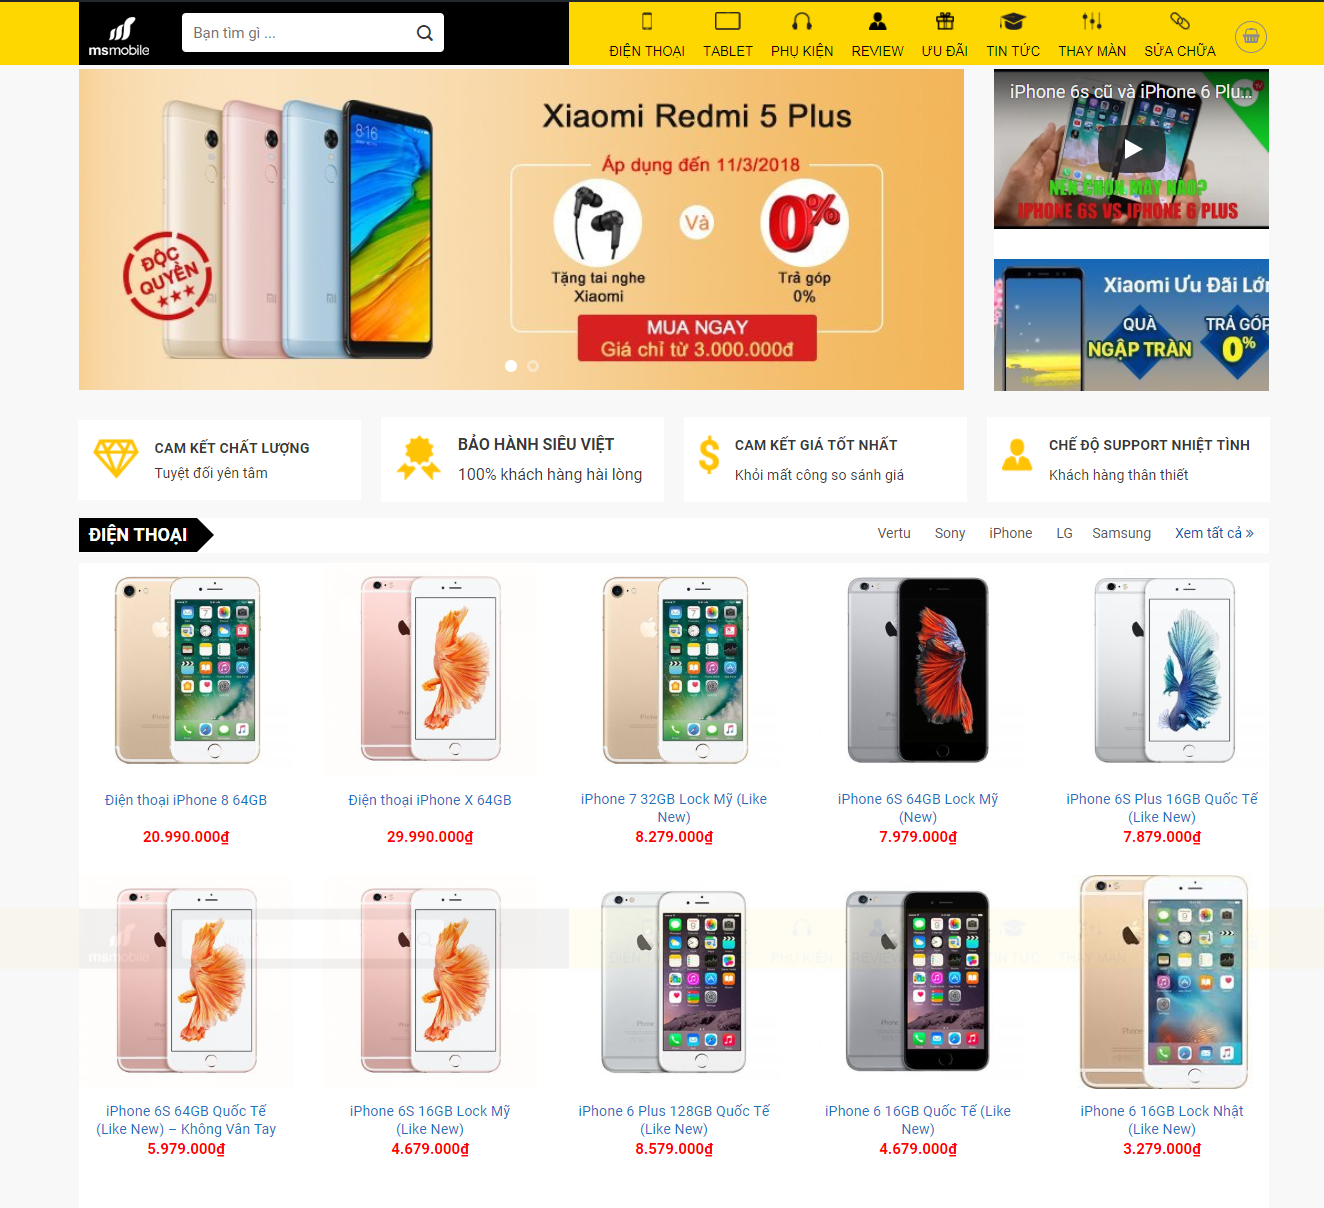 msmobile
Bạn tìm gì ...
ĐIỆN THOẠI
TABLET
PHỤ KIỆN
REVIEW
ƯU ĐÃI
TIN TỨC
THAY MÀN
SỬA CHỮA
Xiaomi Redmi 5 Plus
Áp dụng đến 11/3/2018
Và
0%
Tặng tai nghe
Xiaomi
Trả góp
0%
MUA NGAY
Giá chỉ từ 3.000.000đ
ĐỘC
QUYỀN
8:16
iPhone 6s cũ và iPhone 6 Plu...
NÊN CHỌN MÁY NÀO?
IPHONE 6S VS IPHONE 6 PLUS
Xiaomi Ưu Đãi Lớn
QUÀ
NGẬP TRÀN
TRẢ GÓP
0%
CAM KẾT CHẤT LƯỢNG
Tuyệt đối yên tâm
BẢO HÀNH SIÊU VIỆT
100% khách hàng hài lòng
CAM KẾT GIÁ TỐT NHẤT
Khỏi mất công so sánh giá
CHẾ ĐỘ SUPPORT NHIỆT TÌNH
Khách hàng thân thiết
ĐIỆN THOẠI
Vertu
Sony
iPhone
LG
Samsung
Xem tất cả »
Điện thoại iPhone 8 64GB
20.990.000₫
Điện thoại iPhone X 64GB
29.990.000₫
iPhone 7 32GB Lock Mỹ (Like
New)
8.279.000₫
iPhone 6S 64GB Lock Mỹ
(New)
7.979.000₫
iPhone 6S Plus 16GB Quốc Tế
(Like New)
7.879.000₫
iPhone 6S 64GB Quốc Tế
(Like New) – Không Vân Tay
5.979.000₫
iPhone 6S 16GB Lock Mỹ
(Like New)
4.679.000₫
iPhone 6 Plus 128GB Quốc Tế
(Like New)
8.579.000₫
iPhone 6 16GB Quốc Tế (Like
New)
4.679.000₫
iPhone 6 16GB Lock Nhật
(Like New)
3.279.000₫